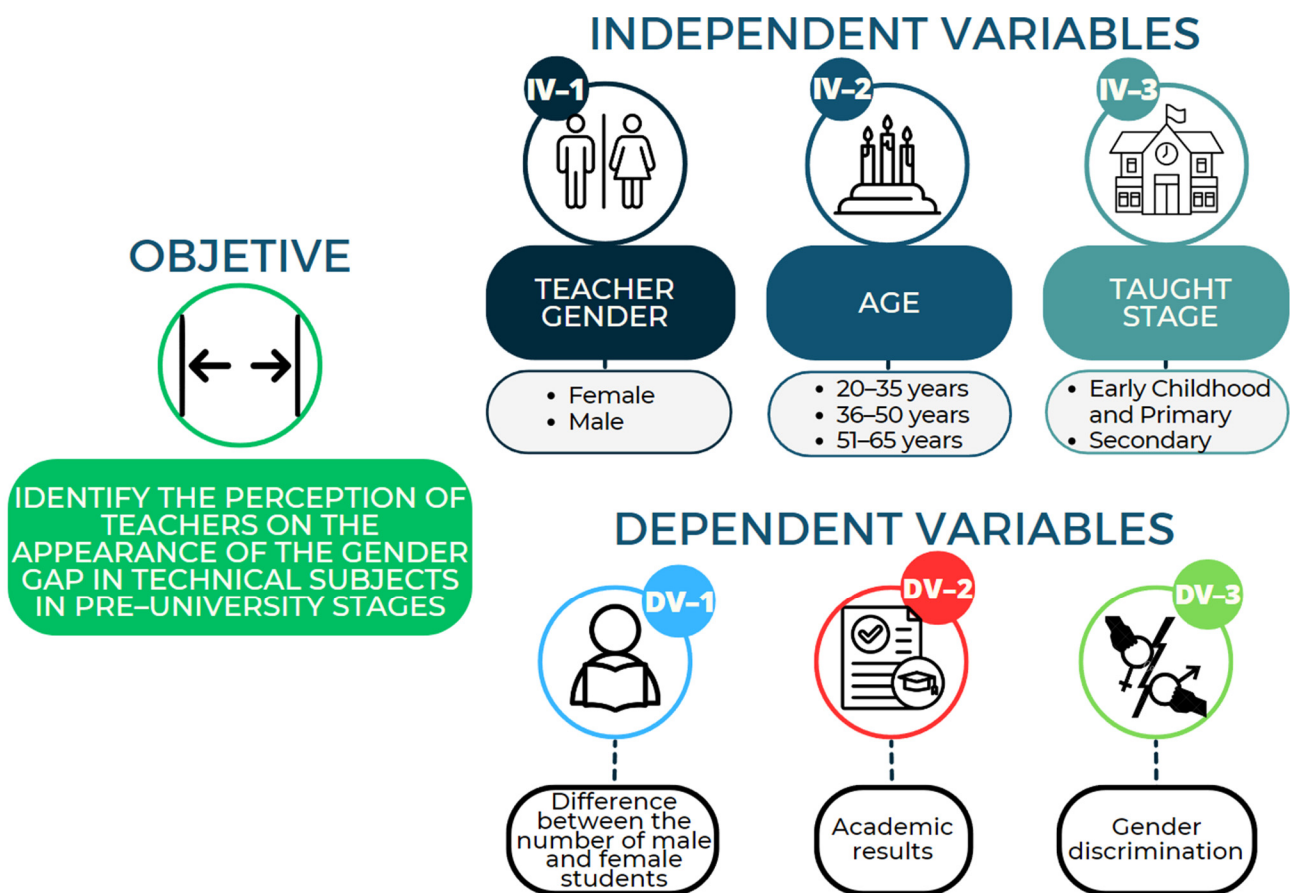 OBJETIVE
IDENTIFY THE PERCEPTION OF
TEACHERS ON THE
APPEARANCE OF THE GENDER
GAP IN TECHNICAL SUBJECTS
IN PRE–UNIVERSITY STAGES
INDEPENDENT VARIABLES
IV–1
TEACHER
GENDER
• Female
• Male
IV–2
AGE
• 20–35 years
• 36–50 years
• 51–65 years
IV–3
TAUGHT
STAGE
• Early Childhood
and Primary
• Secondary
DEPENDENT VARIABLES
DV–1
Difference
between the
number of male
and female
students
DV–2
Academic
results
DV–3
Gender
discrimination